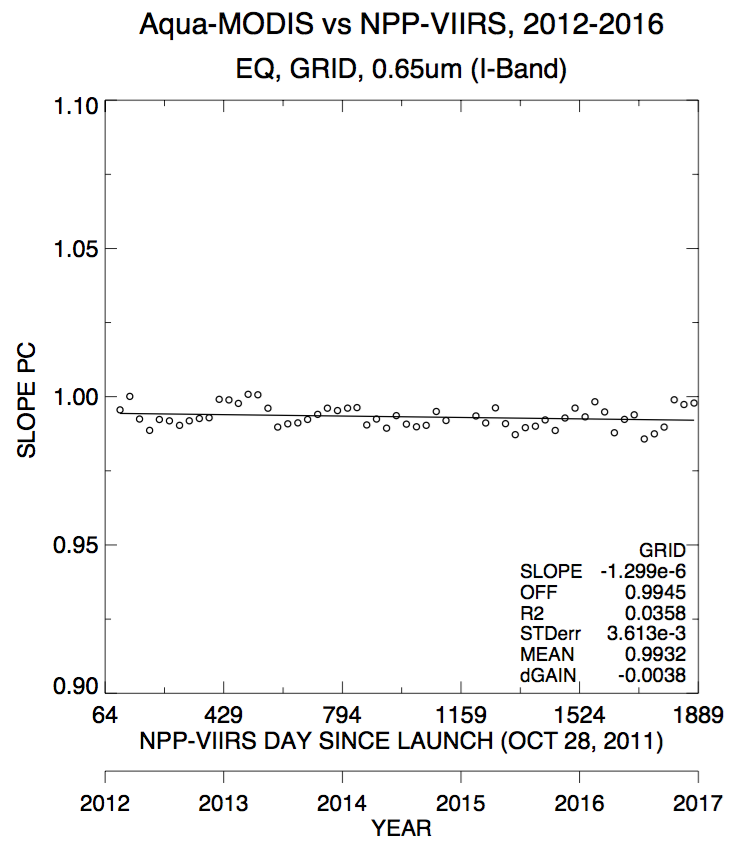 Aqua-MODIS vs NPP-VIIRS, 2012-2016
EQ, GRID, 0.65um (I-Band)
1.10
1.05
1.00
0.95
0.90
SLOPE PC
GRID
SLOPE -1.299e-6
OFF 0.9945
R2 0.0358
STDerr 3.613e-3
MEAN 0.9932
dGAIN -0.0038
64 429 794 1159 1524 1889
NPP-VIIRS DAY SINCE LAUNCH (OCT 28, 2011)
2012 2013 2014 2015 2016 2017
YEAR